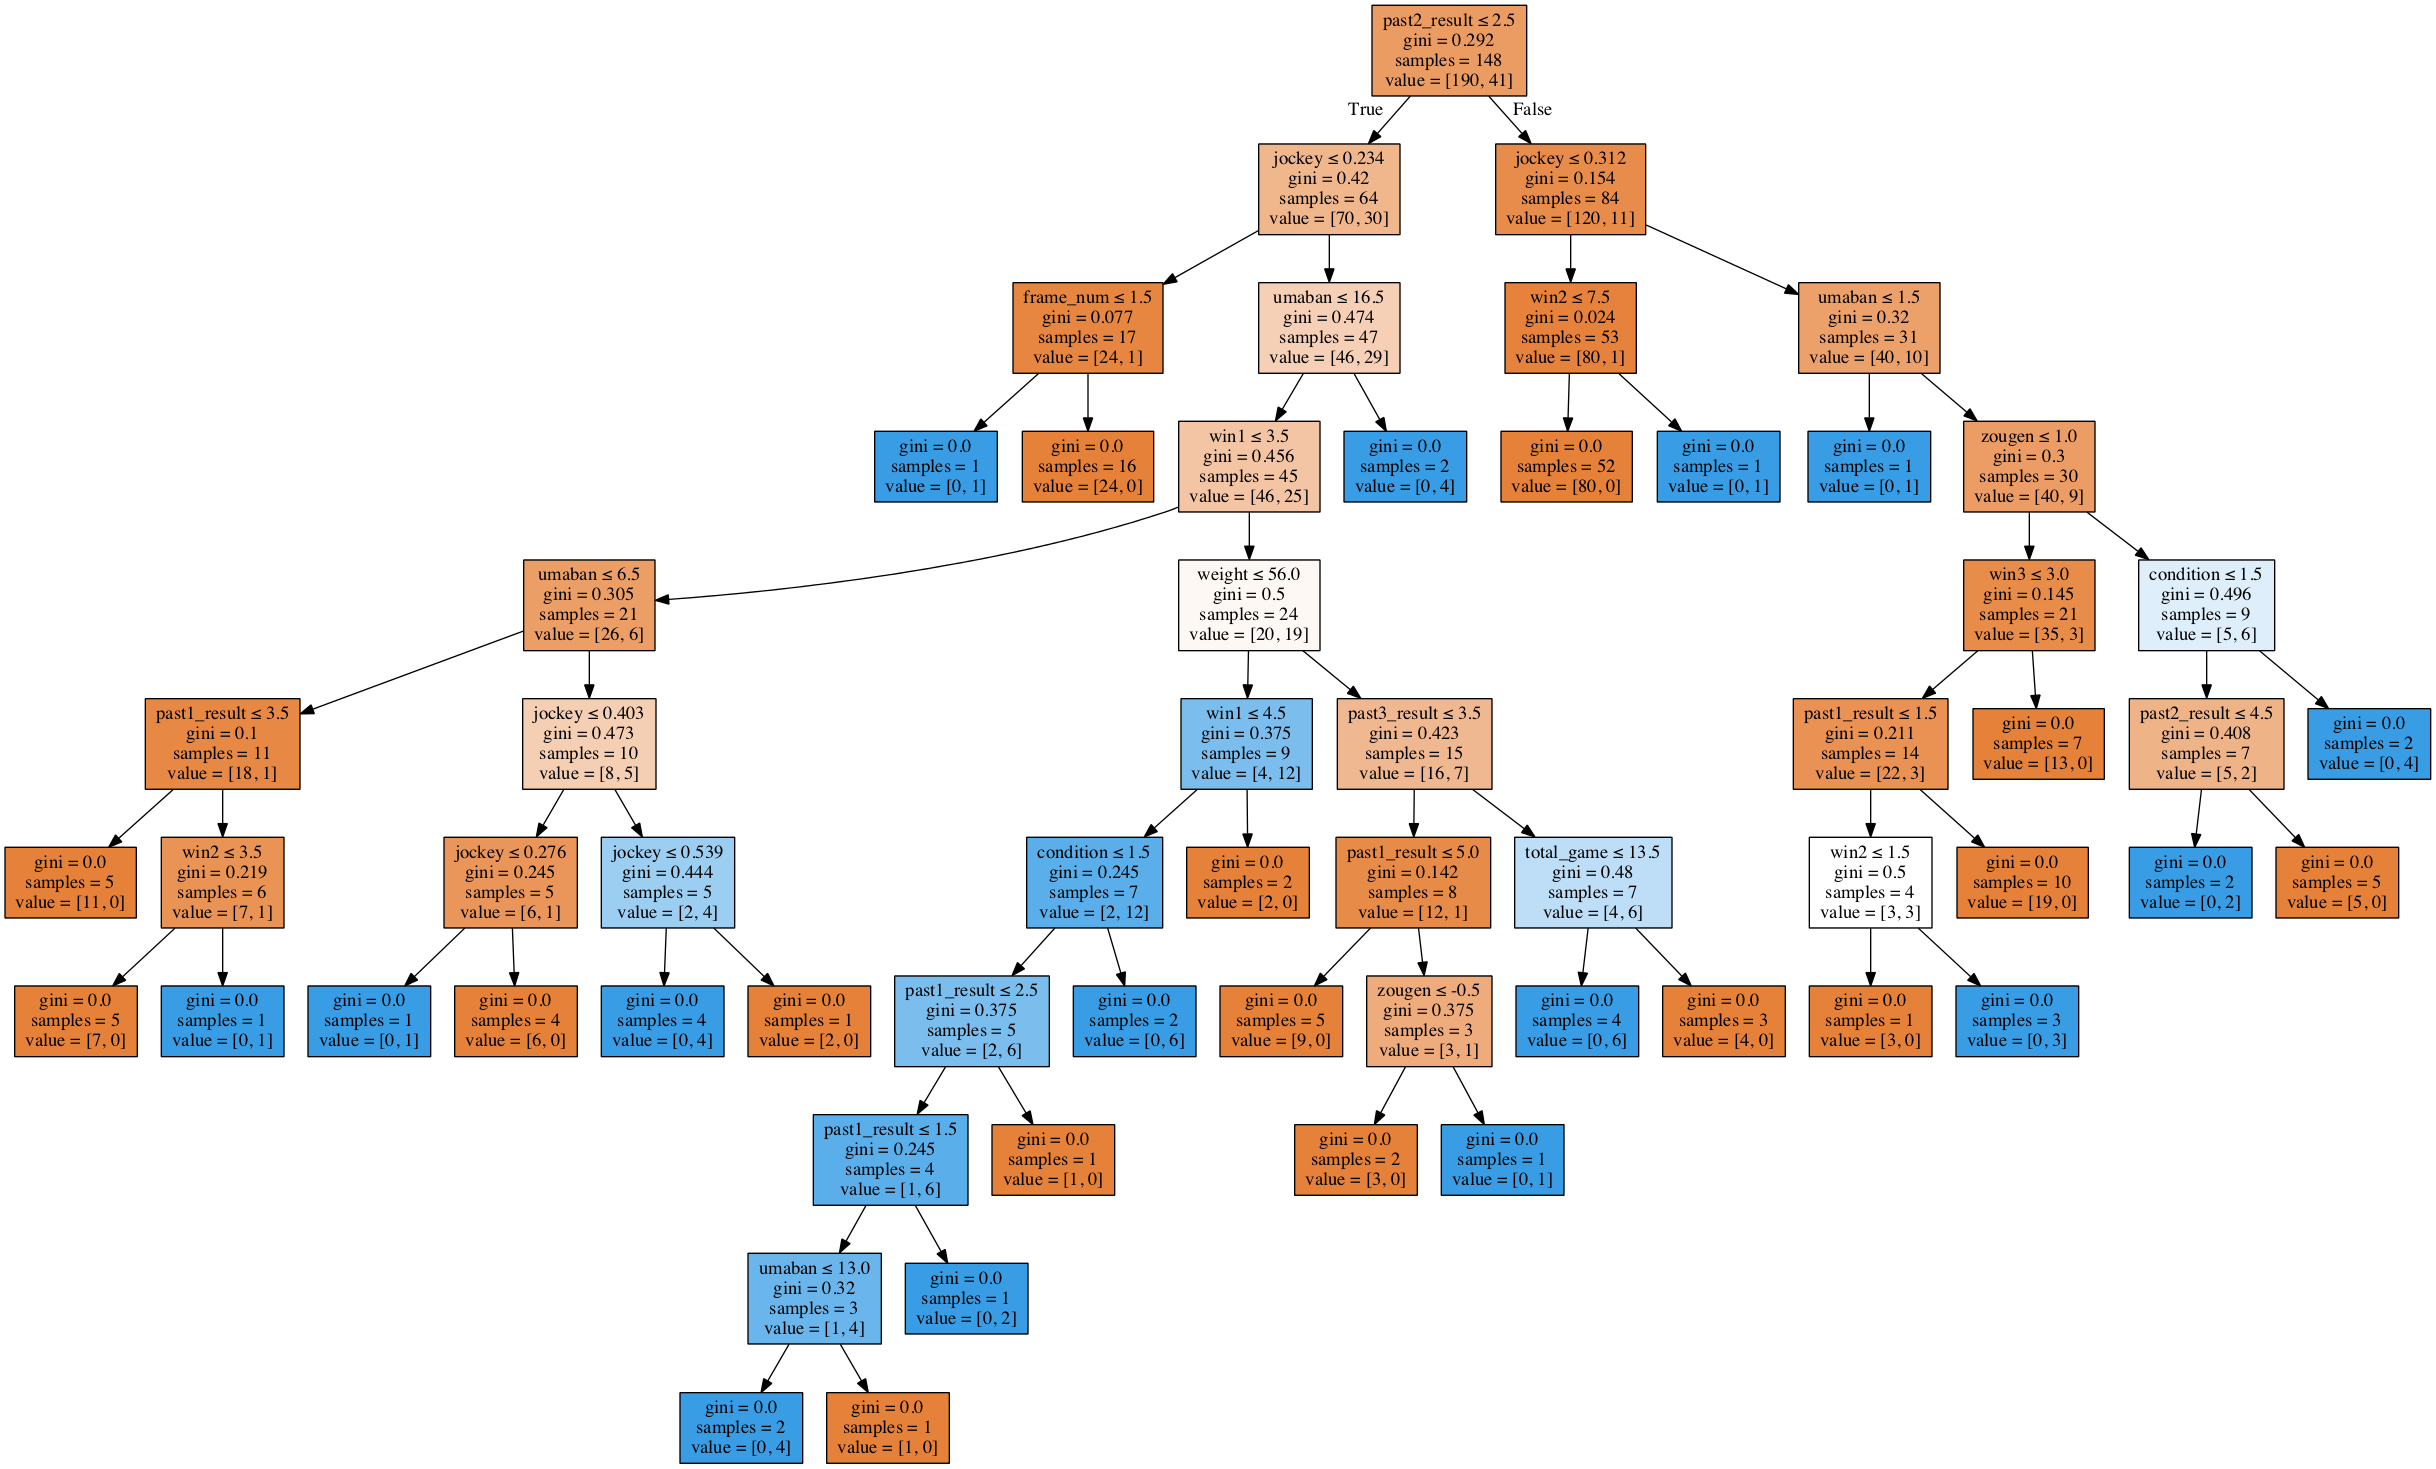 past2_result ≤ 2.5
gini = 0.292
samples = 148
value = [190, 41]
True
False
jockey ≤ 0.234
gini = 0.42
samples = 64
value = [70, 30]
jockey ≤ 0.312
gini = 0.154
samples = 84
value = [120, 11]
frame_num ≤ 1.5
gini = 0.077
samples = 17
value = [24, 1]
umaban ≤ 16.5
gini = 0.474
samples = 47
value = [46, 29]
win2 ≤ 7.5
gini = 0.024
samples = 53
value = [80, 1]
umaban ≤ 1.5
gini = 0.32
samples = 31
value = [40, 10]
gini = 0.0
samples = 1
value = [0, 1]
gini = 0.0
samples = 16
value = [24, 0]
win1 ≤ 3.5
gini = 0.456
samples = 45
value = [46, 25]
gini = 0.0
samples = 2
value = [0, 4]
gini = 0.0
samples = 52
value = [80, 0]
gini = 0.0
samples = 1
value = [0, 1]
gini = 0.0
samples = 1
value = [0, 1]
zougen ≤ 1.0
gini = 0.3
samples = 30
value = [40, 9]
umaban ≤ 6.5
gini = 0.305
samples = 21
value = [26, 6]
weight ≤ 56.0
gini = 0.5
samples = 24
value = [20, 19]
win3 ≤ 3.0
gini = 0.145
samples = 21
value = [35, 3]
condition ≤ 1.5
gini = 0.496
samples = 9
value = [5, 6]
past1_result ≤ 3.5
gini = 0.1
samples = 11
value = [18, 1]
jockey ≤ 0.403
gini = 0.473
samples = 10
value = [8, 5]
win1 ≤ 4.5
gini = 0.375
samples = 9
value = [4, 12]
past3_result ≤ 3.5
gini = 0.423
samples = 15
value = [16, 7]
past1_result ≤ 1.5
gini = 0.211
samples = 14
value = [22, 3]
gini = 0.0
samples = 7
value = [13, 0]
past2_result ≤ 4.5
gini = 0.408
samples = 7
value = [5, 2]
gini = 0.0
samples = 2
value = [0, 4]
gini = 0.0
samples = 5
value = [11, 0]
win2 ≤ 3.5
gini = 0.219
samples = 6
value = [7, 1]
jockey ≤ 0.276
gini = 0.245
samples = 5
value = [6, 1]
jockey ≤ 0.539
gini = 0.444
samples = 5
value = [2, 4]
condition ≤ 1.5
gini = 0.245
samples = 7
value = [2, 12]
gini = 0.0
samples = 2
value = [2, 0]
past1_result ≤ 5.0
gini = 0.142
samples = 8
value = [12, 1]
total_game ≤ 13.5
gini = 0.48
samples = 7
value = [4, 6]
win2 ≤ 1.5
gini = 0.5
samples = 4
value = [3, 3]
gini = 0.0
samples = 10
value = [19, 0]
gini = 0.0
samples = 2
value = [0, 2]
gini = 0.0
samples = 5
value = [5, 0]
gini = 0.0
samples = 5
value = [7, 0]
gini = 0.0
samples = 1
value = [0, 1]
gini = 0.0
samples = 1
value = [0, 1]
gini = 0.0
samples = 4
value = [6, 0]
gini = 0.0
samples = 4
value = [0, 4]
gini = 0.0
samples = 1
value = [2, 0]
past1_result ≤ 2.5
gini = 0.375
samples = 5
value = [2, 6]
gini = 0.0
samples = 2
value = [0, 6]
gini = 0.0
samples = 5
value = [9, 0]
zougen ≤ -0.5
gini = 0.375
samples = 3
value = [3, 1]
gini = 0.0
samples = 4
value = [0, 6]
gini = 0.0
samples = 3
value = [4, 0]
gini = 0.0
samples = 1
value = [3, 0]
gini = 0.0
samples = 3
value = [0, 3]
past1_result ≤ 1.5
gini = 0.245
samples = 4
value = [1, 6]
gini = 0.0
samples = 1
value = [1, 0]
gini = 0.0
samples = 2
value = [3, 0]
gini = 0.0
samples = 1
value = [0, 1]
umaban ≤ 13.0
gini = 0.32
samples = 3
value = [1, 4]
gini = 0.0
samples = 1
value = [0, 2]
gini = 0.0
samples = 2
value = [0, 4]
gini = 0.0
samples = 1
value = [1, 0]